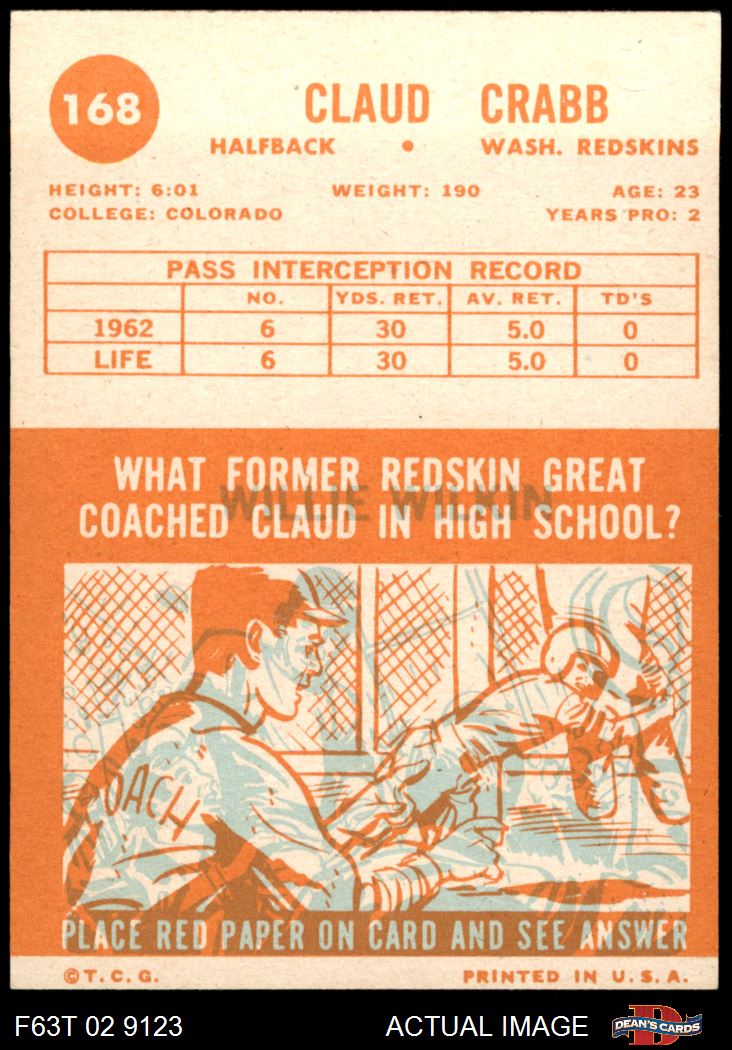 168
CLAUD CRABB
HALFBACK • WASH. REDSKINS
HEIGHT: 6:01 WEIGHT: 190 AGE: 23
COLLEGE: COLORADO YEARS PRO: 2
PASS INTERCEPTION RECORD
NO. YDS. RET. AV. RET. TD'S
1962 6 30 5.0 0
LIFE 6 30 5.0 0
WHAT FORMER REDSKIN GREAT
WILLIE WILKIN
COACHED CLAUD IN HIGH SCHOOL?
COACH
PLACE RED PAPER ON CARD AND SEE ANSWER
© T. C. G. PRINTED IN U. S. A.
F63T 02 9123 ACTUAL IMAGE D DEAN'S CARDS